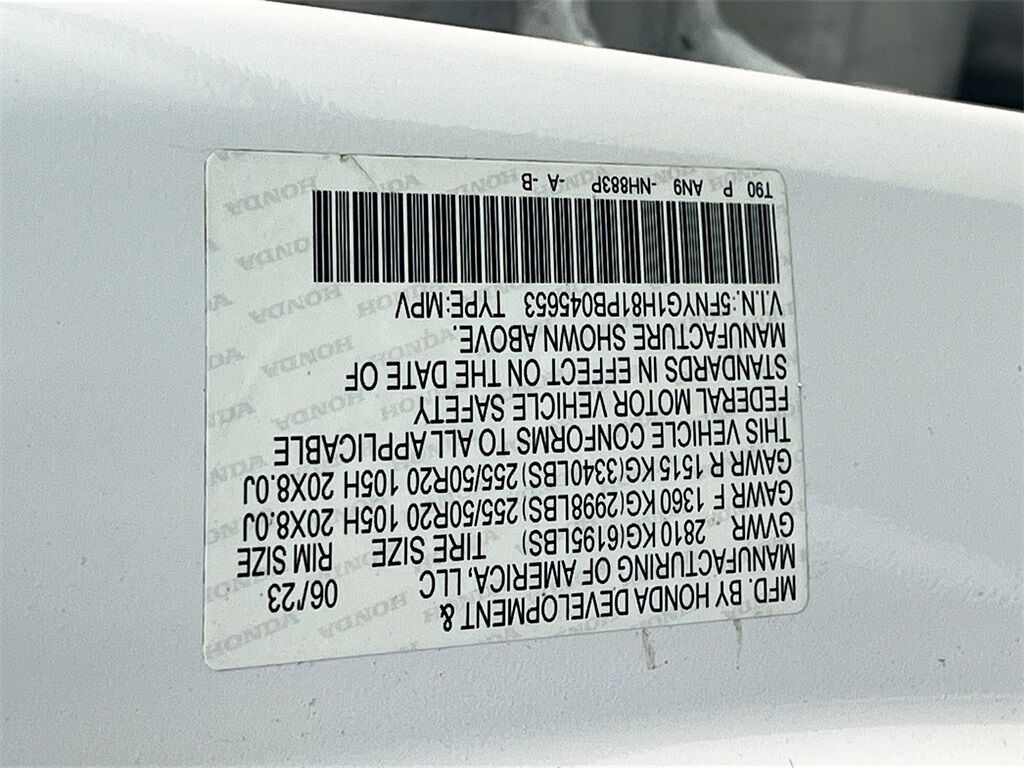 MFD. BY HONDA DEVELOPMENT &
MANUFACTURING OF AMERICA, LLC 06/'23
GVWR 2810 KG(6195LBS) TIRE SIZE RIM SIZE
GAWR F 1360 KG(2998LBS) 255/50R20 105H 20X8.0J
GAWR R 1515 KG(3340LBS) 255/50R20 105H 20X8.0J
THIS VEHICLE CONFORMS TO ALL APPLICABLE
FEDERAL MOTOR VEHICLE SAFETY
STANDARDS IN EFFECT ON THE DATE OF
MANUFACTURE SHOWN ABOVE.
V.I.N.:5FNYG1H81PB045653 TYPE:MPV
T90 P AN9 -NH883P -A -B